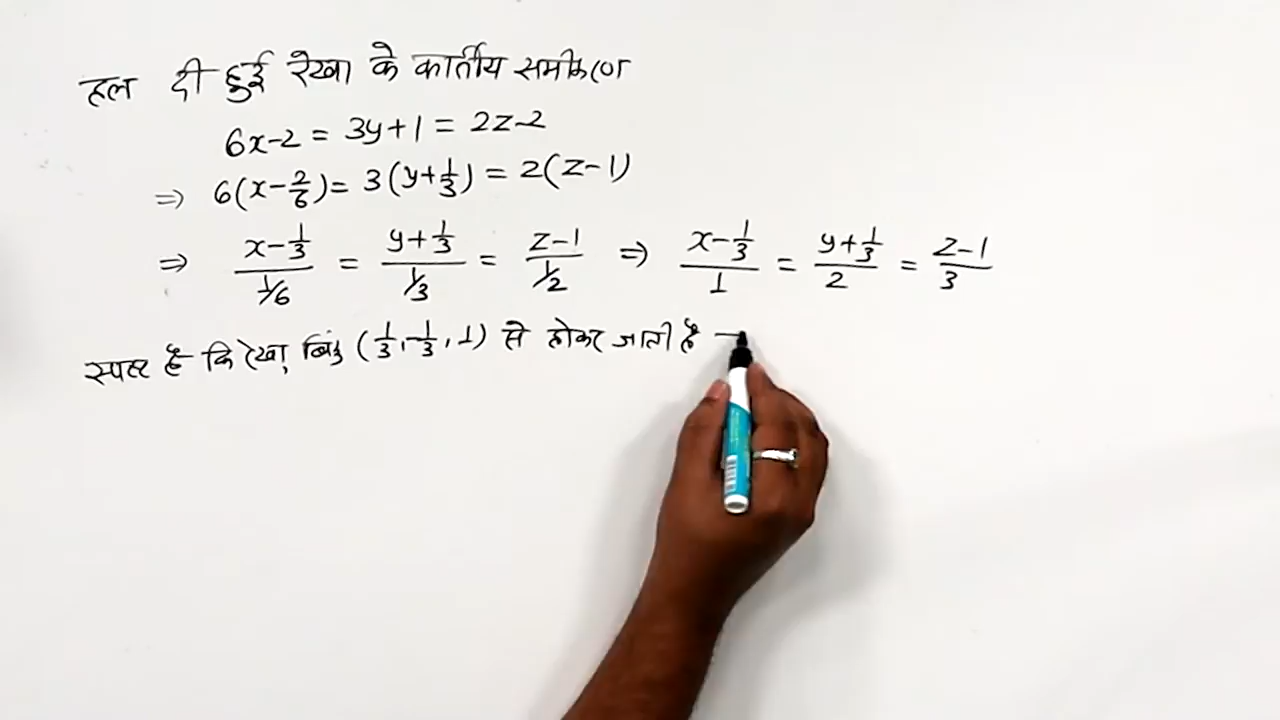 हल दी हुई रेखा के कार्तीय समीकरण
6x-2 = 3y+1 = 2z-2
⇒ 6(x-2/6) = 3(y+1/3) = 2(z-1)
⇒ (x-1/3)/(1/6) = (y+1/3)/(1/3) = (z-1)/(1/2) ⇒ (x-1/3)/1 = (y+1/3)/2 = (z-1)/3
स्पष्ट है कि रेखा, बिंदु (1/3, -1/3, 1) से होकर जाती है